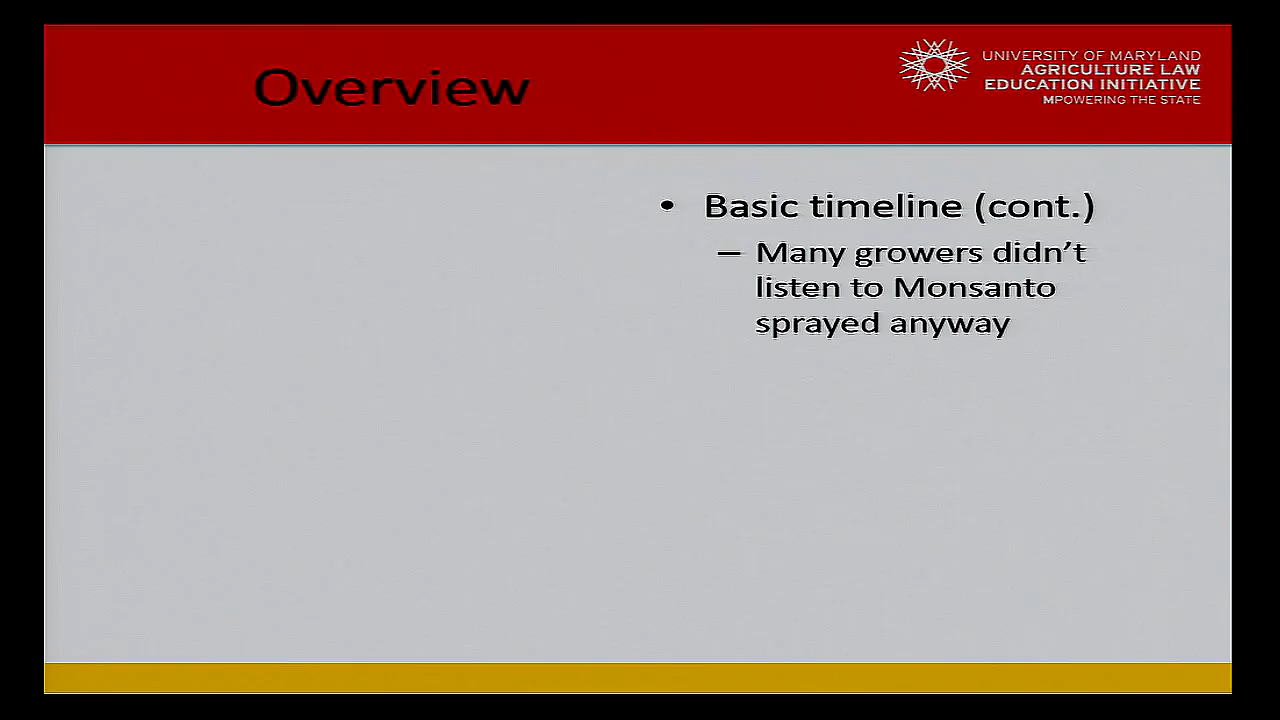 Overview
UNIVERSITY OF MARYLAND
AGRICULTURE LAW
EDUCATION INITIATIVE
MPOWERING THE STATE
• Basic timeline (cont.)
– Many growers didn't
listen to Monsanto
sprayed anyway